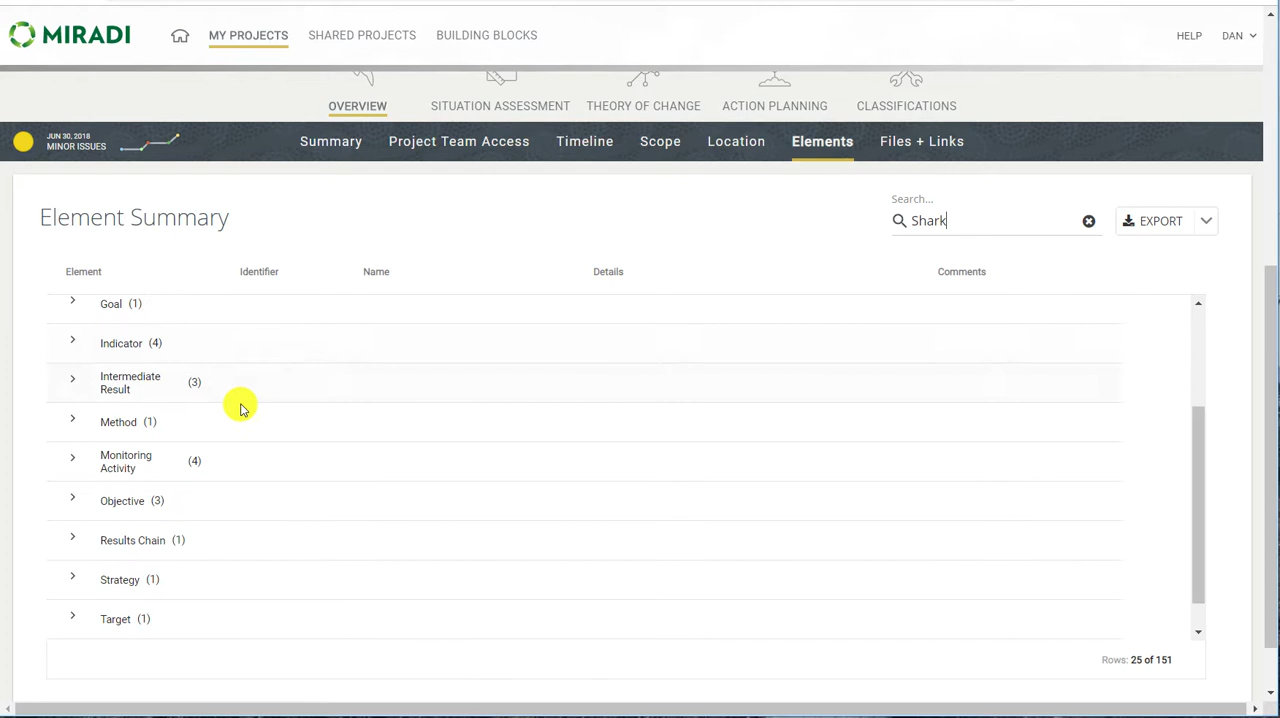 MIRADI
MY PROJECTS
SHARED PROJECTS
BUILDING BLOCKS
HELP
DAN
OVERVIEW
SITUATION ASSESSMENT
THEORY OF CHANGE
ACTION PLANNING
CLASSIFICATIONS
JUN 30, 2018
MINOR ISSUES
Summary
Project Team Access
Timeline
Scope
Location
Elements
Files + Links
Element Summary
Search...
Shark
EXPORT
Element
Identifier
Name
Details
Comments
Goal (1)
Indicator (4)
Intermediate
Result (3)
Method (1)
Monitoring
Activity (4)
Objective (3)
Results Chain (1)
Strategy (1)
Target (1)
Rows: 25 of 151